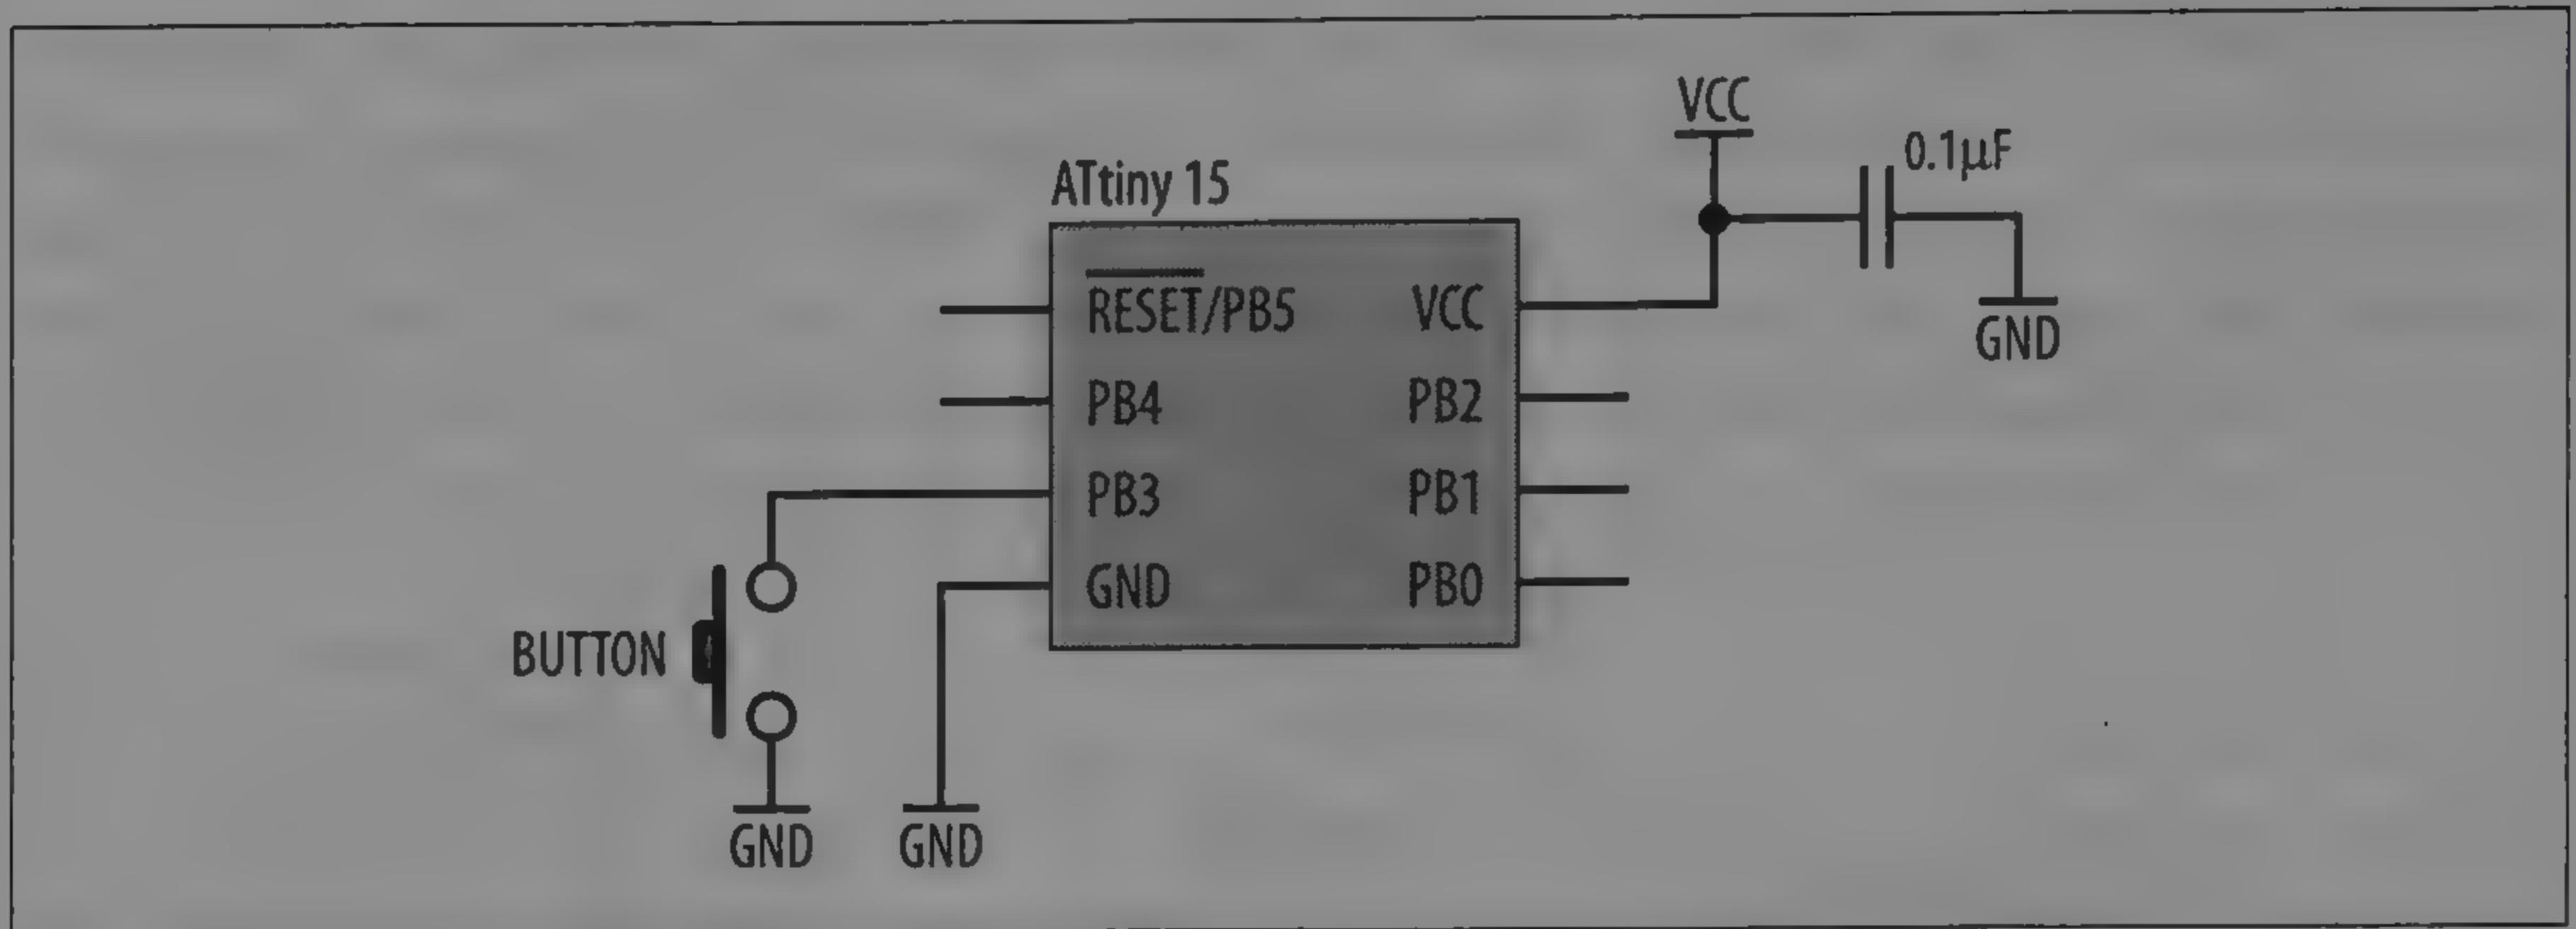 VCC
0.1µF
ATtiny 15
RESET/PB5
VCC
PB4
PB2
PB3
PB1
GND
PB0
GND
BUTTON
GND
GND